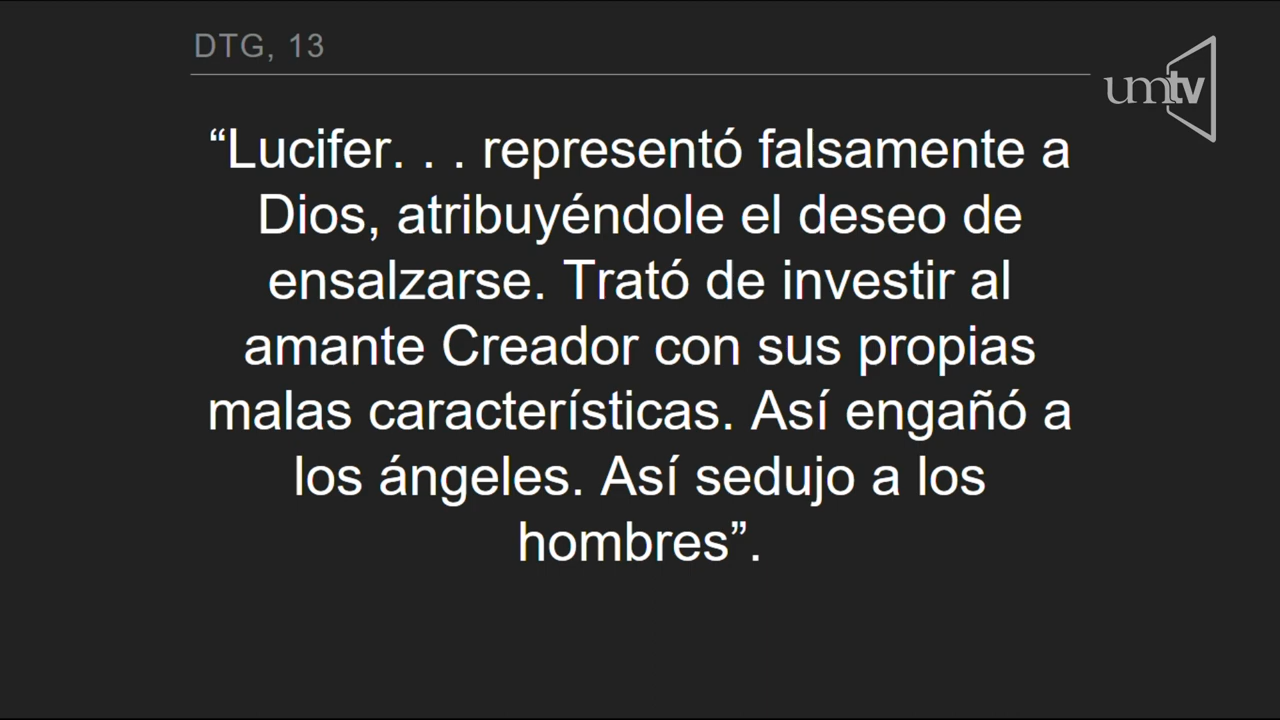 DTG, 13
umtv
“Lucifer. . . representó falsamente a
Dios, atribuyéndole el deseo de
ensalzarse. Trató de investir al
amante Creador con sus propias
malas características. Así engañó a
los ángeles. Así sedujo a los
hombres”.